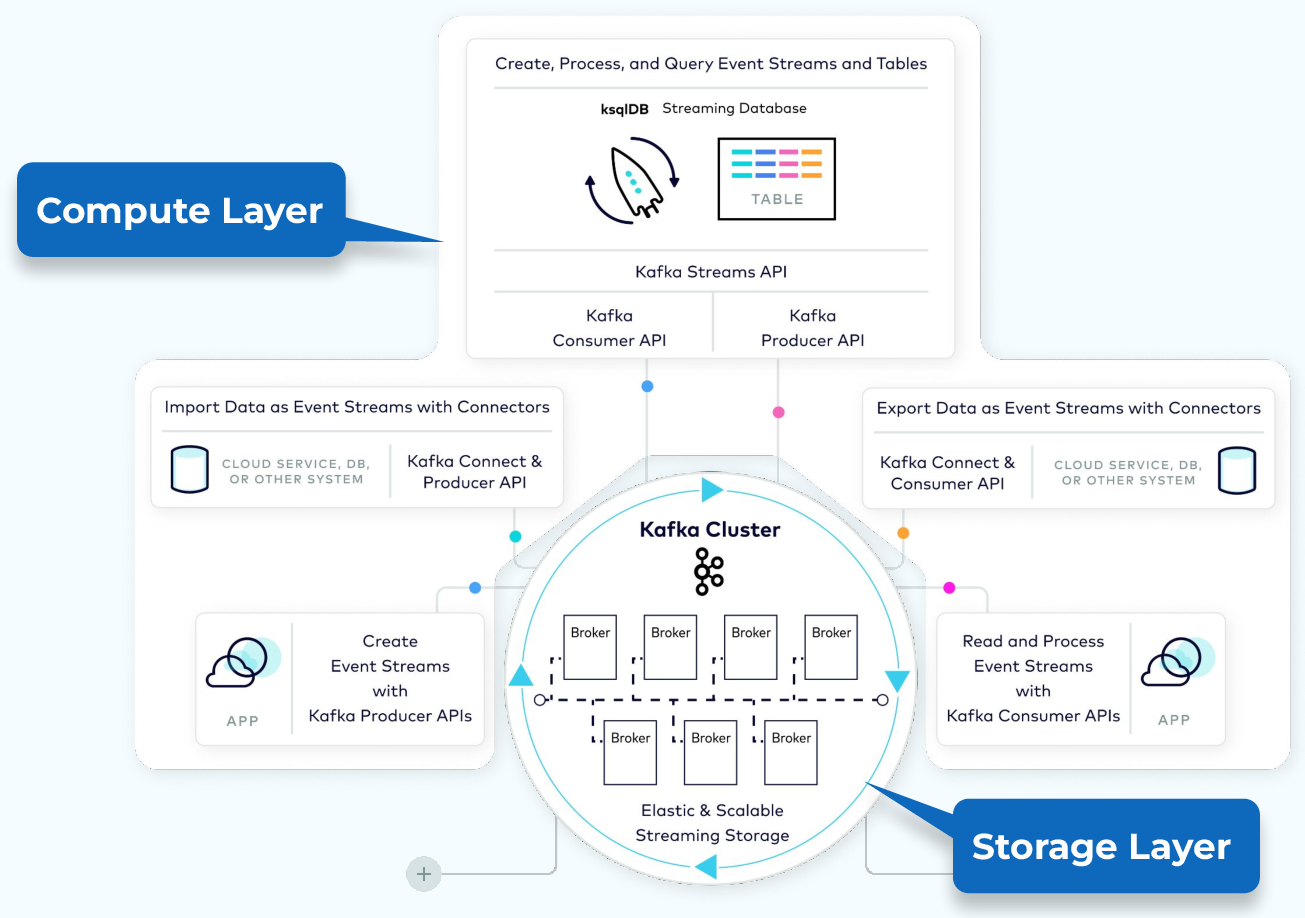 Create, Process, and Query Event Streams and Tables
ksqlDB Streaming Database
TABLE
Compute Layer
Kafka Streams API
Kafka
Consumer API
Kafka
Producer API
Import Data as Event Streams with Connectors
CLOUD SERVICE, DB,
OR OTHER SYSTEM
Kafka Connect &
Producer API
Export Data as Event Streams with Connectors
Kafka Connect &
Consumer API
CLOUD SERVICE, DB,
OR OTHER SYSTEM
Kafka Cluster
Broker
Broker
Broker
Broker
Broker
Broker
Broker
Elastic & Scalable
Streaming Storage
APP
Create
Event Streams
with
Kafka Producer APIs
Read and Process
Event Streams
with
Kafka Consumer APIs
APP
Storage Layer
+